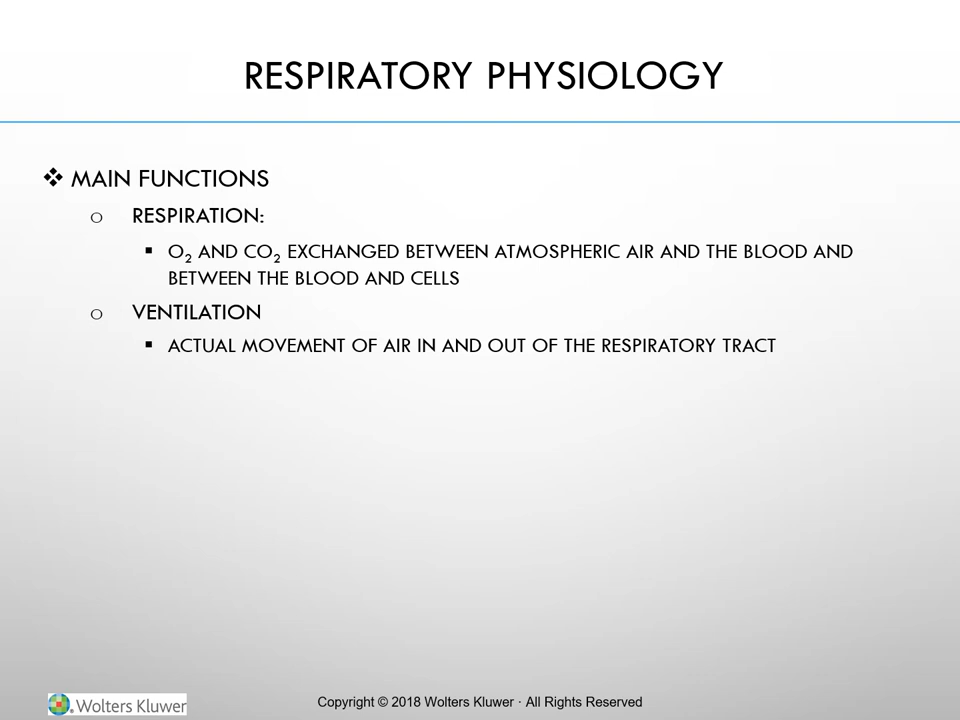 RESPIRATORY PHYSIOLOGY
❖ MAIN FUNCTIONS
o RESPIRATION:
▪ O₂ AND CO₂ EXCHANGED BETWEEN ATMOSPHERIC AIR AND THE BLOOD AND
BETWEEN THE BLOOD AND CELLS
o VENTILATION
▪ ACTUAL MOVEMENT OF AIR IN AND OUT OF THE RESPIRATORY TRACT
Wolters Kluwer
Copyright © 2018 Wolters Kluwer · All Rights Reserved